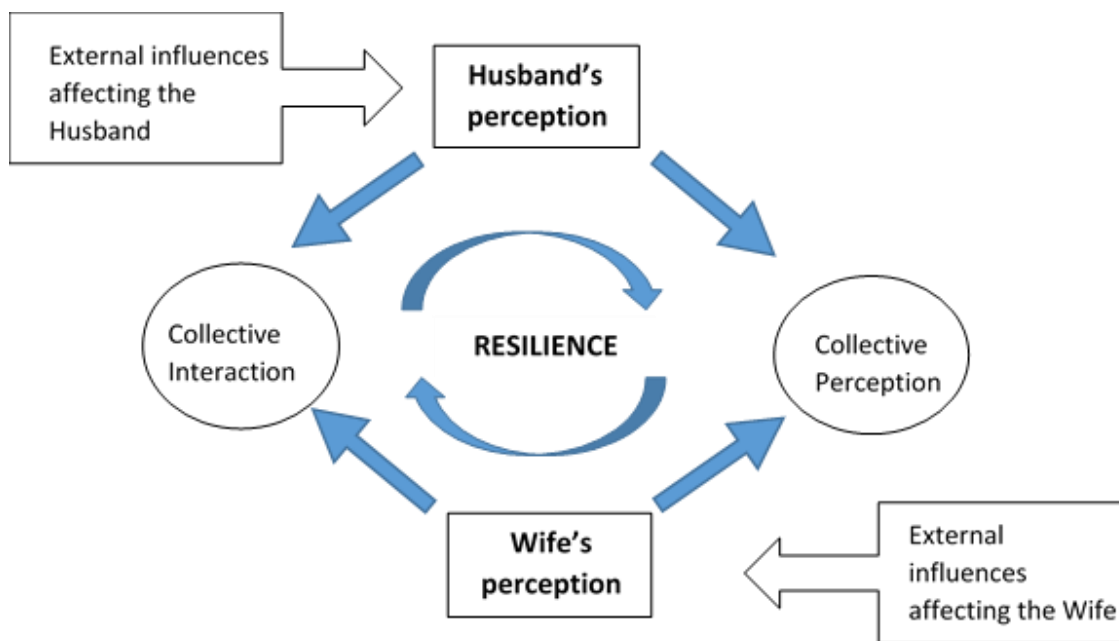 External influences
affecting the
Husband
Husband’s
perception
Collective
Interaction
RESILIENCE
Collective
Perception
Wife’s
perception
External
influences
affecting the Wife